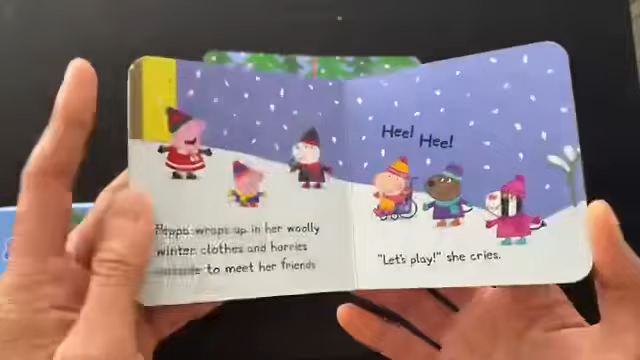 Peppa wraps up in her woolly
winter clothes and hurries
to meet her friends
Hee! Hee!
"Let's play!" she cries.